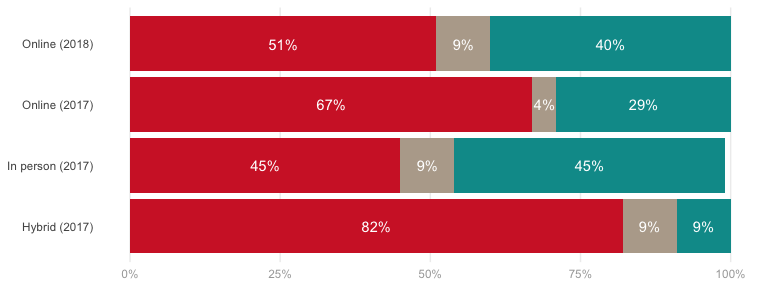 Online (2018) 51% 9% 40%
Online (2017) 67% 4% 29%
In person (2017) 45% 9% 45%
Hybrid (2017) 82% 9% 9%
0% 25% 50% 75% 100%